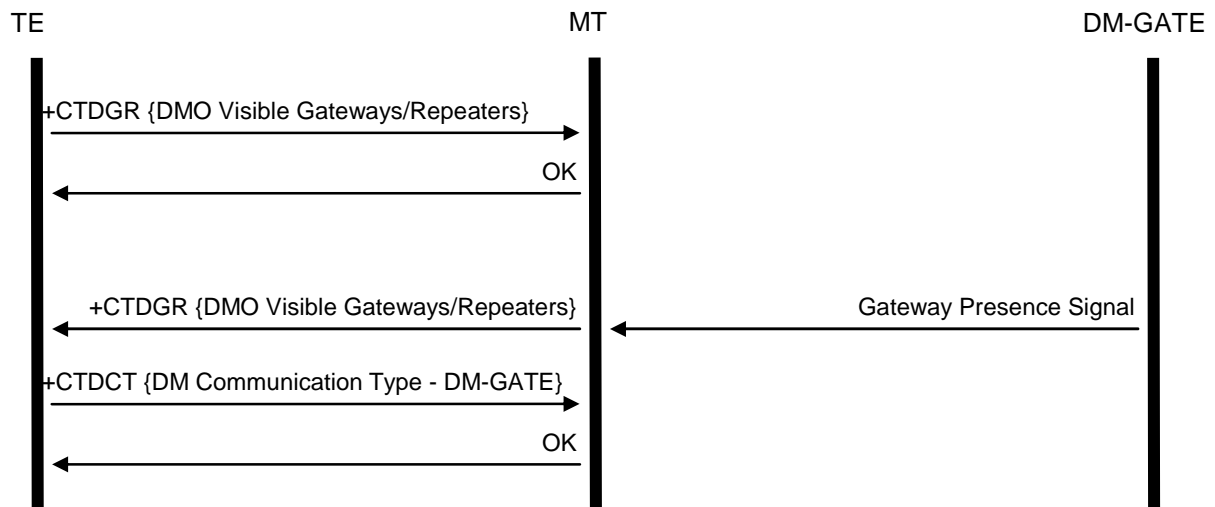 TE
MT
DM-GATE
+CTDGR {DMO Visible Gateways/Repeaters}
OK
+CTDGR {DMO Visible Gateways/Repeaters}
Gateway Presence Signal
+CTDCT {DM Communication Type - DM-GATE}
OK